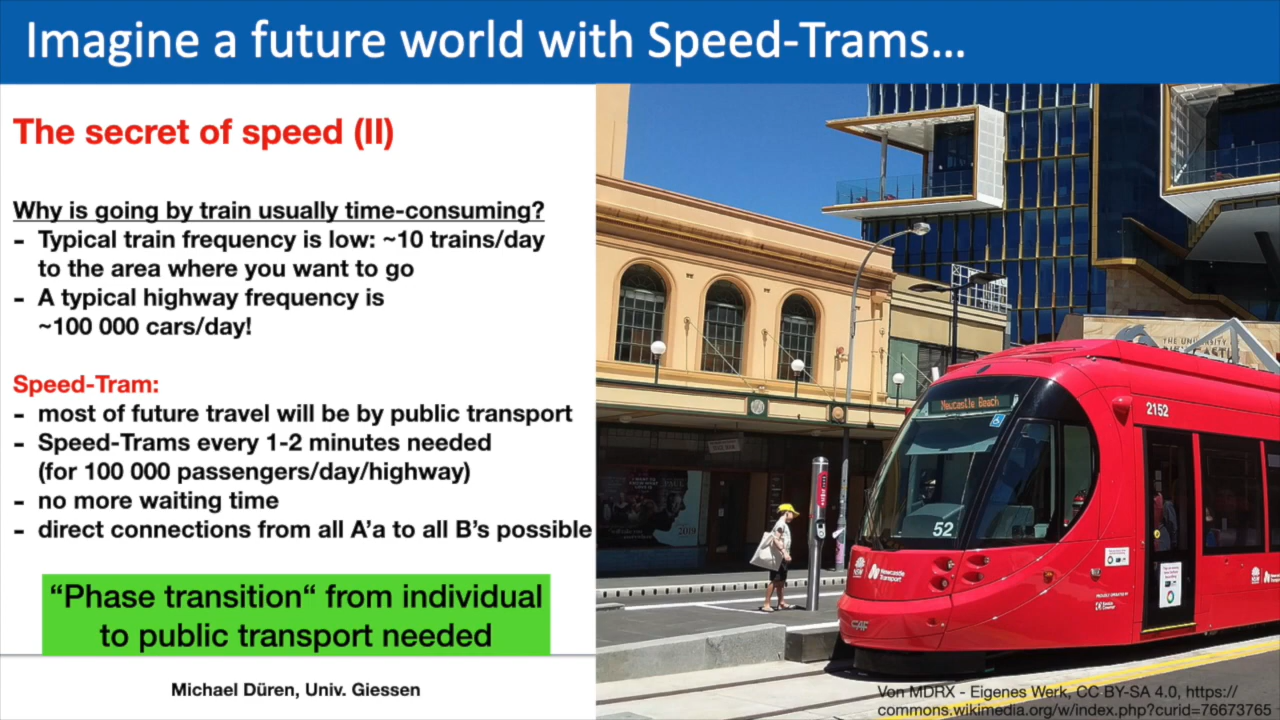 Imagine a future world with Speed-Trams...
The secret of speed (II)
Why is going by train usually time-consuming?
- Typical train frequency is low: ~10 trains/day
to the area where you want to go
- A typical highway frequency is
~100 000 cars/day!
Speed-Tram:
- most of future travel will be by public transport
- Speed-Trams every 1-2 minutes needed
(for 100 000 passengers/day/highway)
- no more waiting time
- direct connections from all A’a to all B’s possible
“Phase transition“ from individual
to public transport needed
Michael Düren, Univ. Giessen
THE UNIVERSITY
Newcastle Beach
2152
52
NSW
Newcastle
Transport
CAF
Von MDRX - Eigenes Werk, CC BY-SA 4.0, https://
commons.wikimedia.org/w/index.php?curid=76673765